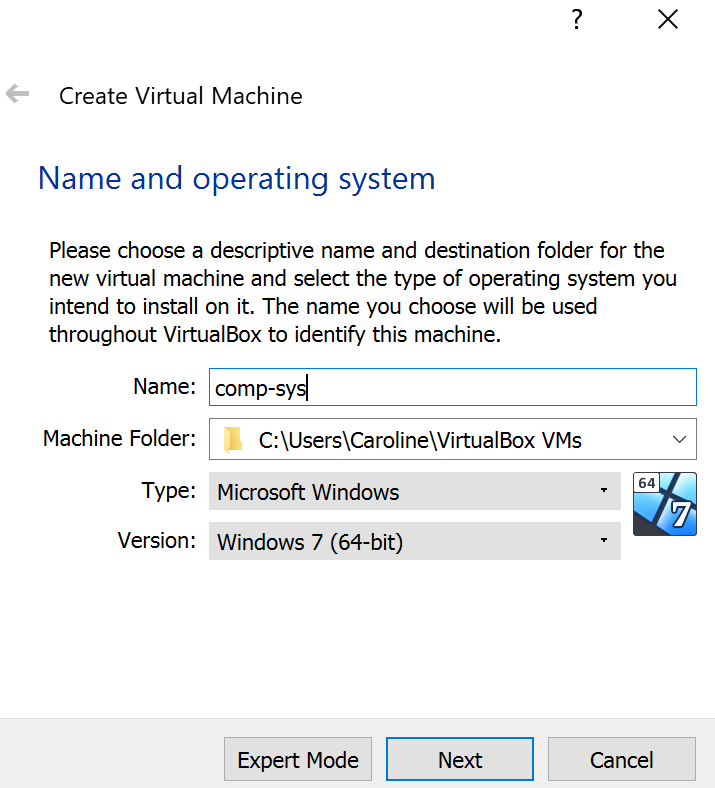 ?
Create Virtual Machine
Name and operating system
Please choose a descriptive name and destination folder for the
new virtual machine and select the type of operating system you
intend to install on it. The name you choose will be used
throughout VirtualBox to identify this machine.
Name: comp-sys
Machine Folder: C:\Users\Caroline\VirtualBox VMs
Type: Microsoft Windows
64
7
Version: Windows 7 (64-bit)
Expert Mode Next Cancel